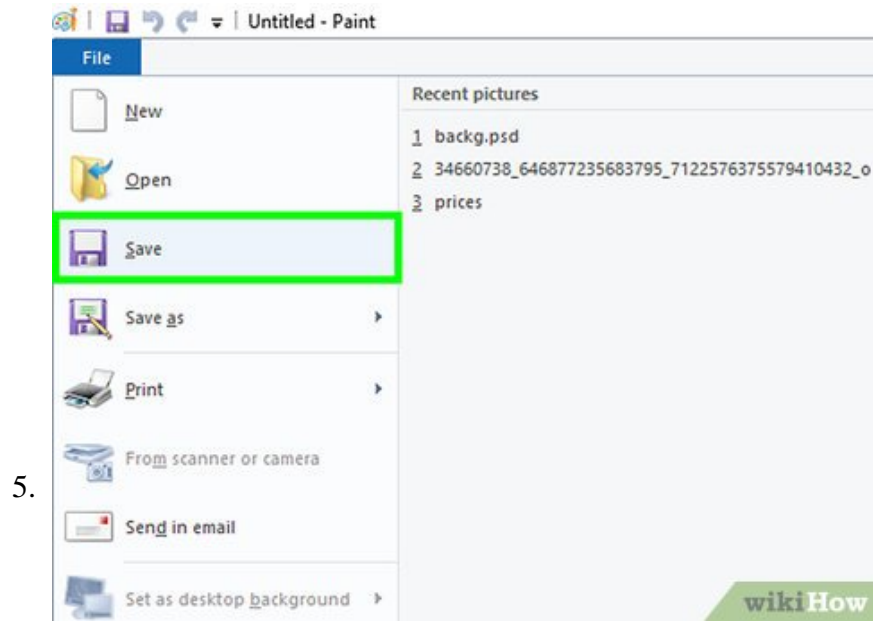 Untitled - Paint
File
New
Open
Save
Save as
Print
From scanner or camera
Send in email
Set as desktop background
Recent pictures
1 backg.psd
2 34660738_646877235683795_7122576375579410432_o
3 prices
5.
wikiHow